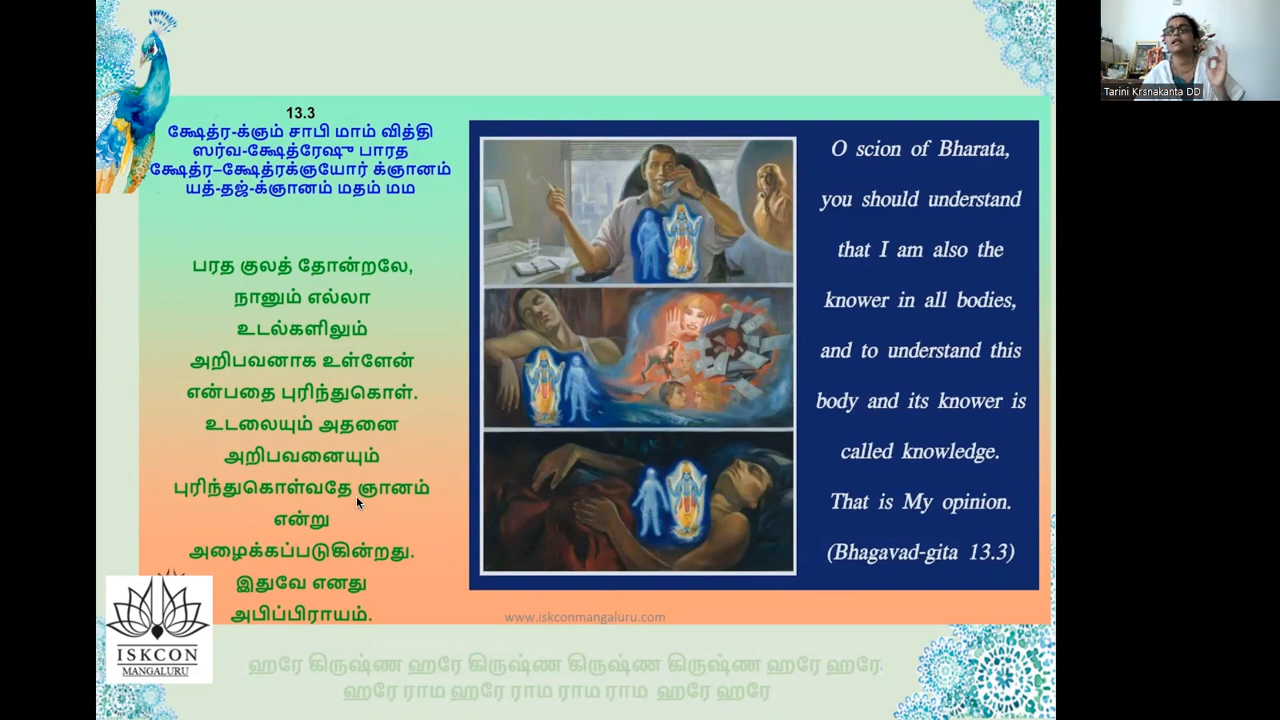 13.3
க்ஷேத்ர-க்ஞம் சாபி மாம் வித்தி
ஸர்வ-க்ஷேத்ரேஷு பாரத
க்ஷேத்ர–க்ஷேத்ரக்ஞயோர் க்ஞானம்
யத்-தஜ்-க்ஞானம் மதம் மம
பரத குலத் தோன்றலே,
நானும் எல்லா
உடல்களிலும்
அறிபவனாக உள்ளேன்
என்பதை புரிந்துகொள்.
உடலையும் அதனை
அறிபவனையும்
புரிந்துகொள்வதே ஞானம்
என்று
அழைக்கப்படுகின்றது.
இதுவே எனது
அபிப்பிராயம்.
O scion of Bharata,
you should understand
that I am also the
knower in all bodies,
and to understand this
body and its knower is
called knowledge.
That is My opinion.
(Bhagavad-gita 13.3)
www.iskconmangaluru.com
ISKCON
MANGALURU
ஹரே கிருஷ்ண ஹரே கிருஷ்ண கிருஷ்ண கிருஷ்ண ஹரே ஹரே
ஹரே ராம ஹரே ராம ராம ராம ஹரே ஹரே
Tarini Krsnakanta DD